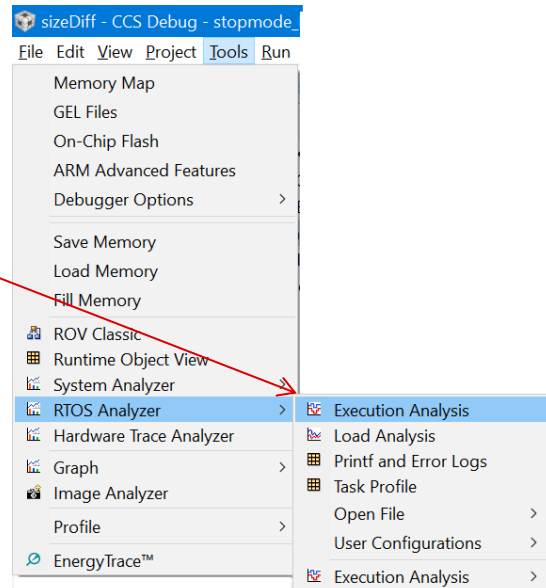 sizeDiff - CCS Debug - stopmode_
File Edit View Project Tools Run
Memory Map
GEL Files
On-Chip Flash
ARM Advanced Features
Debugger Options
Save Memory
Load Memory
Fill Memory
ROV Classic
Runtime Object View
System Analyzer
RTOS Analyzer
Hardware Trace Analyzer
Graph
Image Analyzer
Profile
EnergyTrace™
Execution Analysis
Load Analysis
Printf and Error Logs
Task Profile
Open File
User Configurations
Execution Analysis